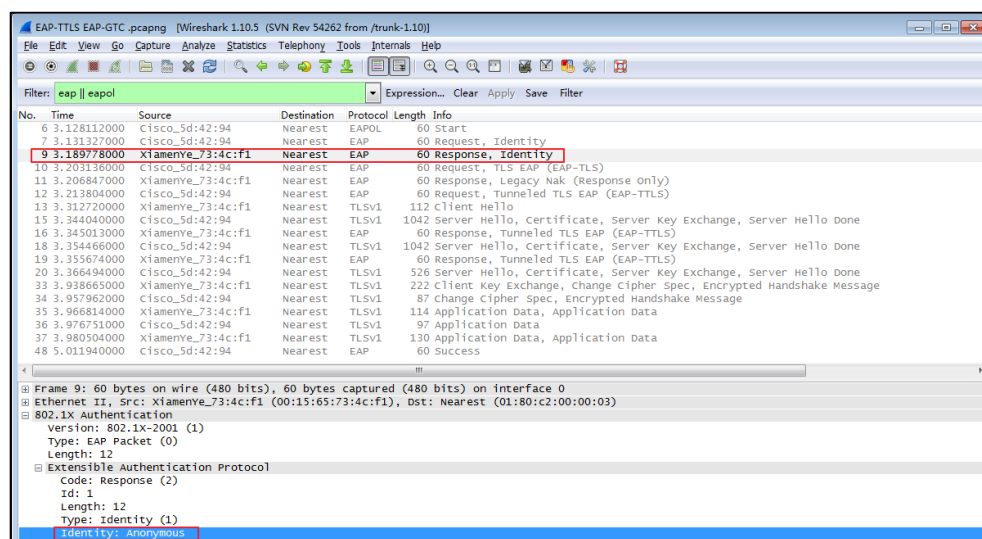 EAP-TTLS EAP-GTC .pcapng [Wireshark 1.10.5 (SVN Rev 54262 from /trunk-1.10)]
File Edit View Go Capture Analyze Statistics Telephony Tools Internals Help
Filter: eap || eapol Expression... Clear Apply Save Filter
No. Time Source Destination Protocol Length Info
6 3.128112000 Cisco_5d:42:94 Nearest EAPOL 60 Start
7 3.131327000 Cisco_5d:42:94 Nearest EAP 60 Request, Identity
9 3.189778000 XiamenYe_73:4c:f1 Nearest EAP 60 Response, Identity
10 3.203136000 Cisco_5d:42:94 Nearest EAP 60 Request, TLS EAP (EAP-TLS)
11 3.206847000 XiamenYe_73:4c:f1 Nearest EAP 60 Response, Legacy Nak (Response Only)
12 3.213804000 Cisco_5d:42:94 Nearest EAP 60 Request, Tunneled TLS EAP (EAP-TTLS)
13 3.312720000 XiamenYe_73:4c:f1 Nearest TLSv1 112 Client Hello
15 3.344040000 Cisco_5d:42:94 Nearest TLSv1 1042 Server Hello, Certificate, Server Key Exchange, Server Hello Done
16 3.345013000 XiamenYe_73:4c:f1 Nearest EAP 60 Response, Tunneled TLS EAP (EAP-TTLS)
18 3.354466000 Cisco_5d:42:94 Nearest TLSv1 1042 Server Hello, Certificate, Server Key Exchange, Server Hello Done
19 3.355674000 XiamenYe_73:4c:f1 Nearest EAP 60 Response, Tunneled TLS EAP (EAP-TTLS)
20 3.366494000 Cisco_5d:42:94 Nearest TLSv1 526 Server Hello, Certificate, Server Key Exchange, Server Hello Done
33 3.938665000 XiamenYe_73:4c:f1 Nearest TLSv1 222 Client Key Exchange, Change Cipher Spec, Encrypted Handshake Message
34 3.957962000 Cisco_5d:42:94 Nearest TLSv1 87 Change Cipher Spec, Encrypted Handshake Message
35 3.966814000 XiamenYe_73:4c:f1 Nearest TLSv1 114 Application Data, Application Data
36 3.976751000 Cisco_5d:42:94 Nearest TLSv1 97 Application Data
37 3.980504000 XiamenYe_73:4c:f1 Nearest TLSv1 130 Application Data, Application Data
48 5.011940000 Cisco_5d:42:94 Nearest EAP 60 Success
Frame 9: 60 bytes on wire (480 bits), 60 bytes captured (480 bits) on interface 0
Ethernet II, Src: XiamenYe_73:4c:f1 (00:15:65:73:4c:f1), Dst: Nearest (01:80:c2:00:00:03)
802.1X Authentication
Version: 802.1X-2001 (1)
Type: EAP Packet (0)
Length: 12
Extensible Authentication Protocol
Code: Response (2)
Id: 1
Length: 12
Type: Identity (1)
Identity: Anonymous